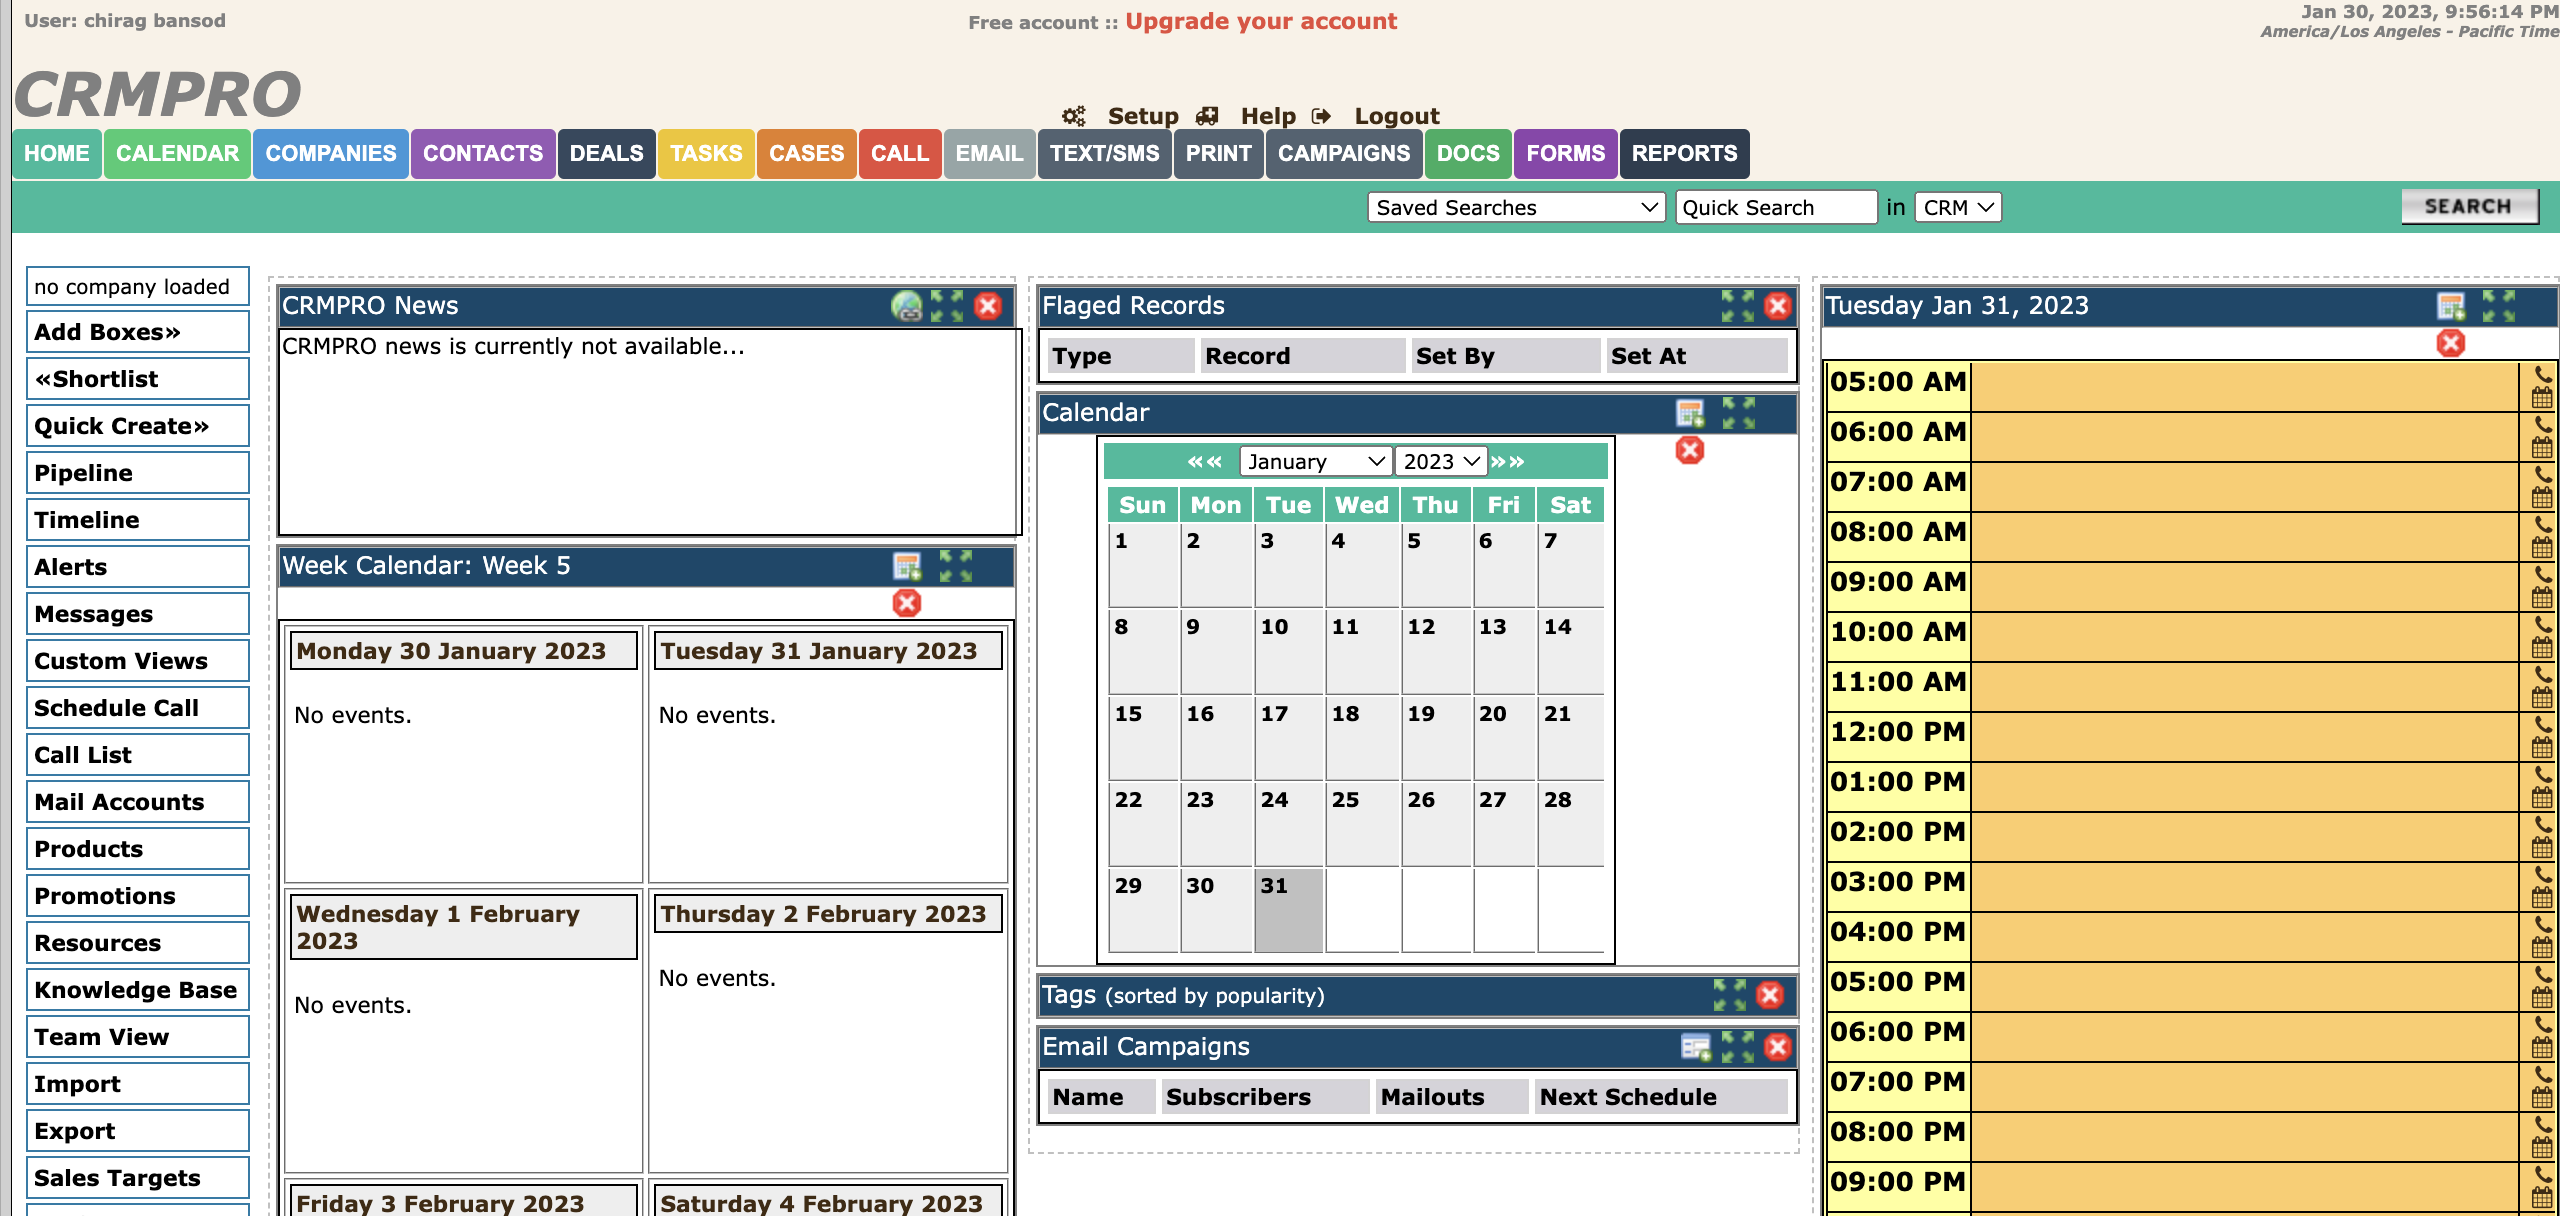 User: chirag bansod
Free account :: Upgrade your account
Jan 30, 2023, 9:56:14 PM
America/Los Angeles - Pacific Time
CRMPRO
Setup Help Logout
HOME CALENDAR COMPANIES CONTACTS DEALS TASKS CASES CALL EMAIL TEXT/SMS PRINT CAMPAIGNS DOCS FORMS REPORTS
Saved Searches Quick Search in CRM SEARCH
no company loaded
Add Boxes»
«Shortlist
Quick Create»
Pipeline
Timeline
Alerts
Messages
Custom Views
Schedule Call
Call List
Mail Accounts
Products
Promotions
Resources
Knowledge Base
Team View
Import
Export
Sales Targets
CRMPRO News
CRMPRO news is currently not available...
Week Calendar: Week 5
Monday 30 January 2023
No events.
Tuesday 31 January 2023
No events.
Wednesday 1 February
2023
No events.
Thursday 2 February 2023
No events.
Friday 3 February 2023
Saturday 4 February 2023
Flaged Records
Type Record Set By Set At
Calendar
«« January 2023 »»
Sun Mon Tue Wed Thu Fri Sat
1 2 3 4 5 6 7
8 9 10 11 12 13 14
15 16 17 18 19 20 21
22 23 24 25 26 27 28
29 30 31
Tags (sorted by popularity)
Email Campaigns
Name Subscribers Mailouts Next Schedule
Tuesday Jan 31, 2023
05:00 AM
06:00 AM
07:00 AM
08:00 AM
09:00 AM
10:00 AM
11:00 AM
12:00 PM
01:00 PM
02:00 PM
03:00 PM
04:00 PM
05:00 PM
06:00 PM
07:00 PM
08:00 PM
09:00 PM